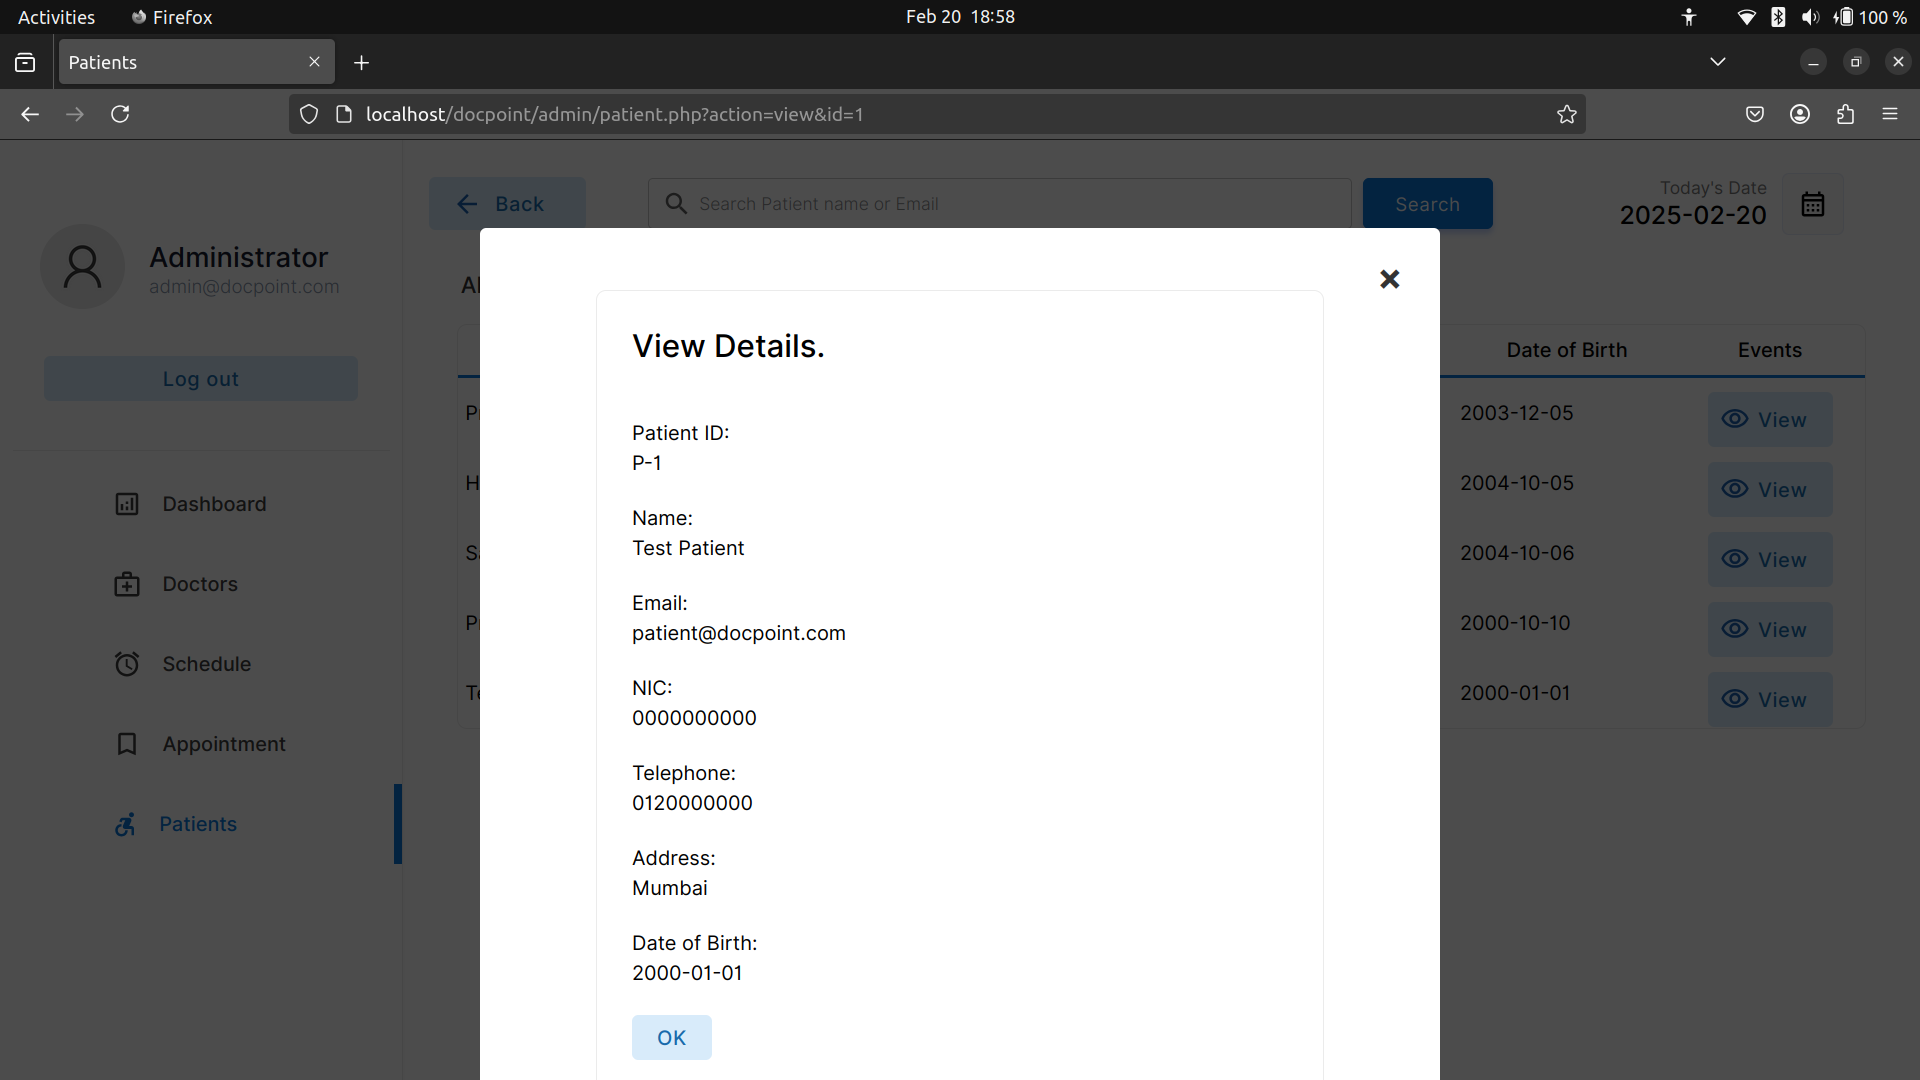 Activities Firefox Feb 20 18:58 100 %
Patients
localhost/docpoint/admin/patient.php?action=view&id=1
Back Search Patient name or Email Search Today's Date
2025-02-20
Administrator
admin@docpoint.com
Log out
Dashboard
Doctors
Schedule
Appointment
Patients
View Details.
Patient ID:
P-1
Name:
Test Patient
Email:
patient@docpoint.com
NIC:
0000000000
Telephone:
0120000000
Address:
Mumbai
Date of Birth:
2000-01-01
OK
Date of Birth Events
2003-12-05 View
2004-10-05 View
2004-10-06 View
2000-10-10 View
2000-01-01 View